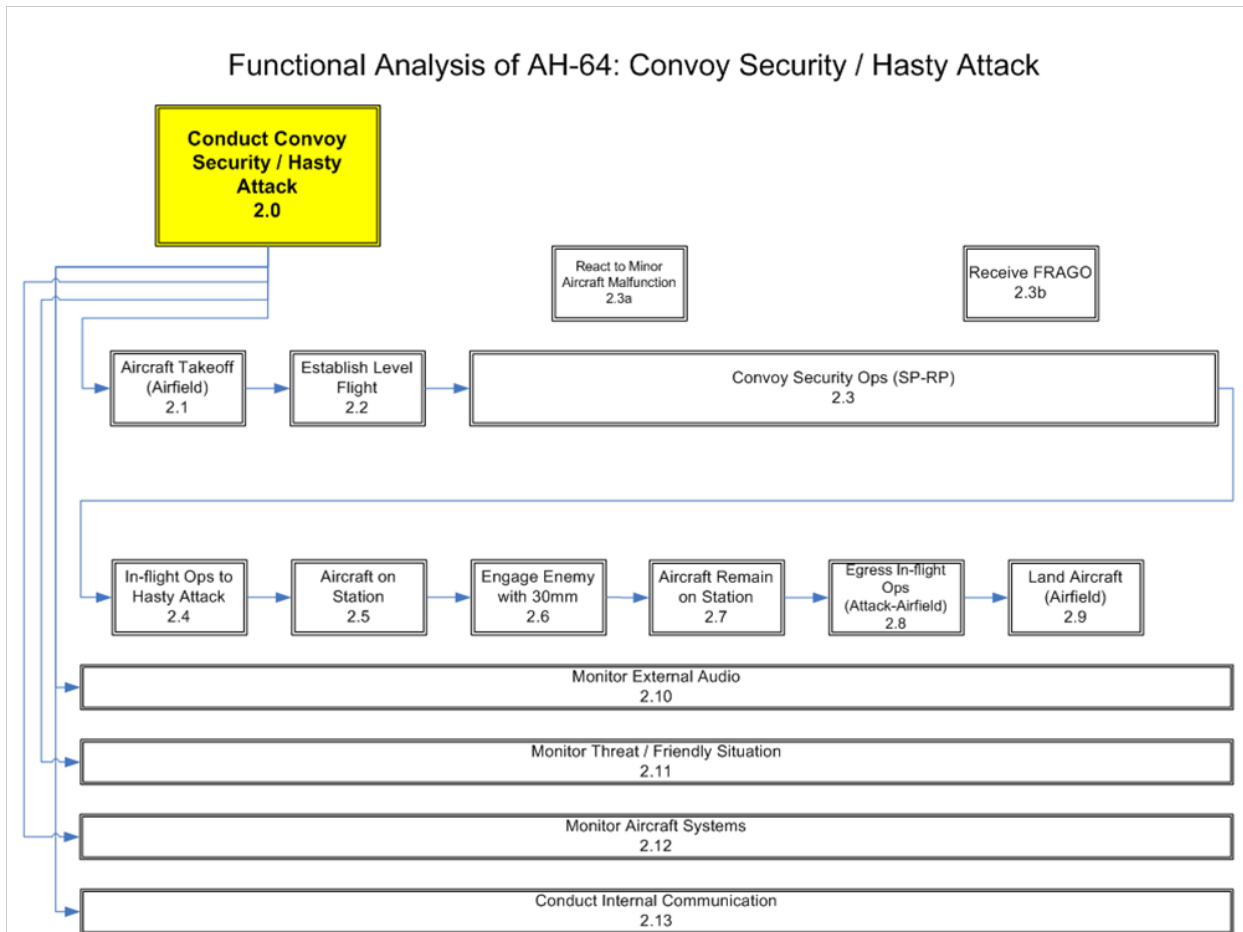 Functional Analysis of AH-64: Convoy Security / Hasty Attack
Conduct Convoy
Security / Hasty
Attack
2.0
React to Minor
Aircraft Malfunction
2.3a
Receive FRAGO
2.3b
Aircraft Takeoff
(Airfield)
2.1
Establish Level
Flight
2.2
Convoy Security Ops (SP-RP)
2.3
In-flight Ops to
Hasty Attack
2.4
Aircraft on
Station
2.5
Engage Enemy
with 30mm
2.6
Aircraft Remain
on Station
2.7
Egress In-flight
Ops
(Attack-Airfield)
2.8
Land Aircraft
(Airfield)
2.9
Monitor External Audio
2.10
Monitor Threat / Friendly Situation
2.11
Monitor Aircraft Systems
2.12
Conduct Internal Communication
2.13